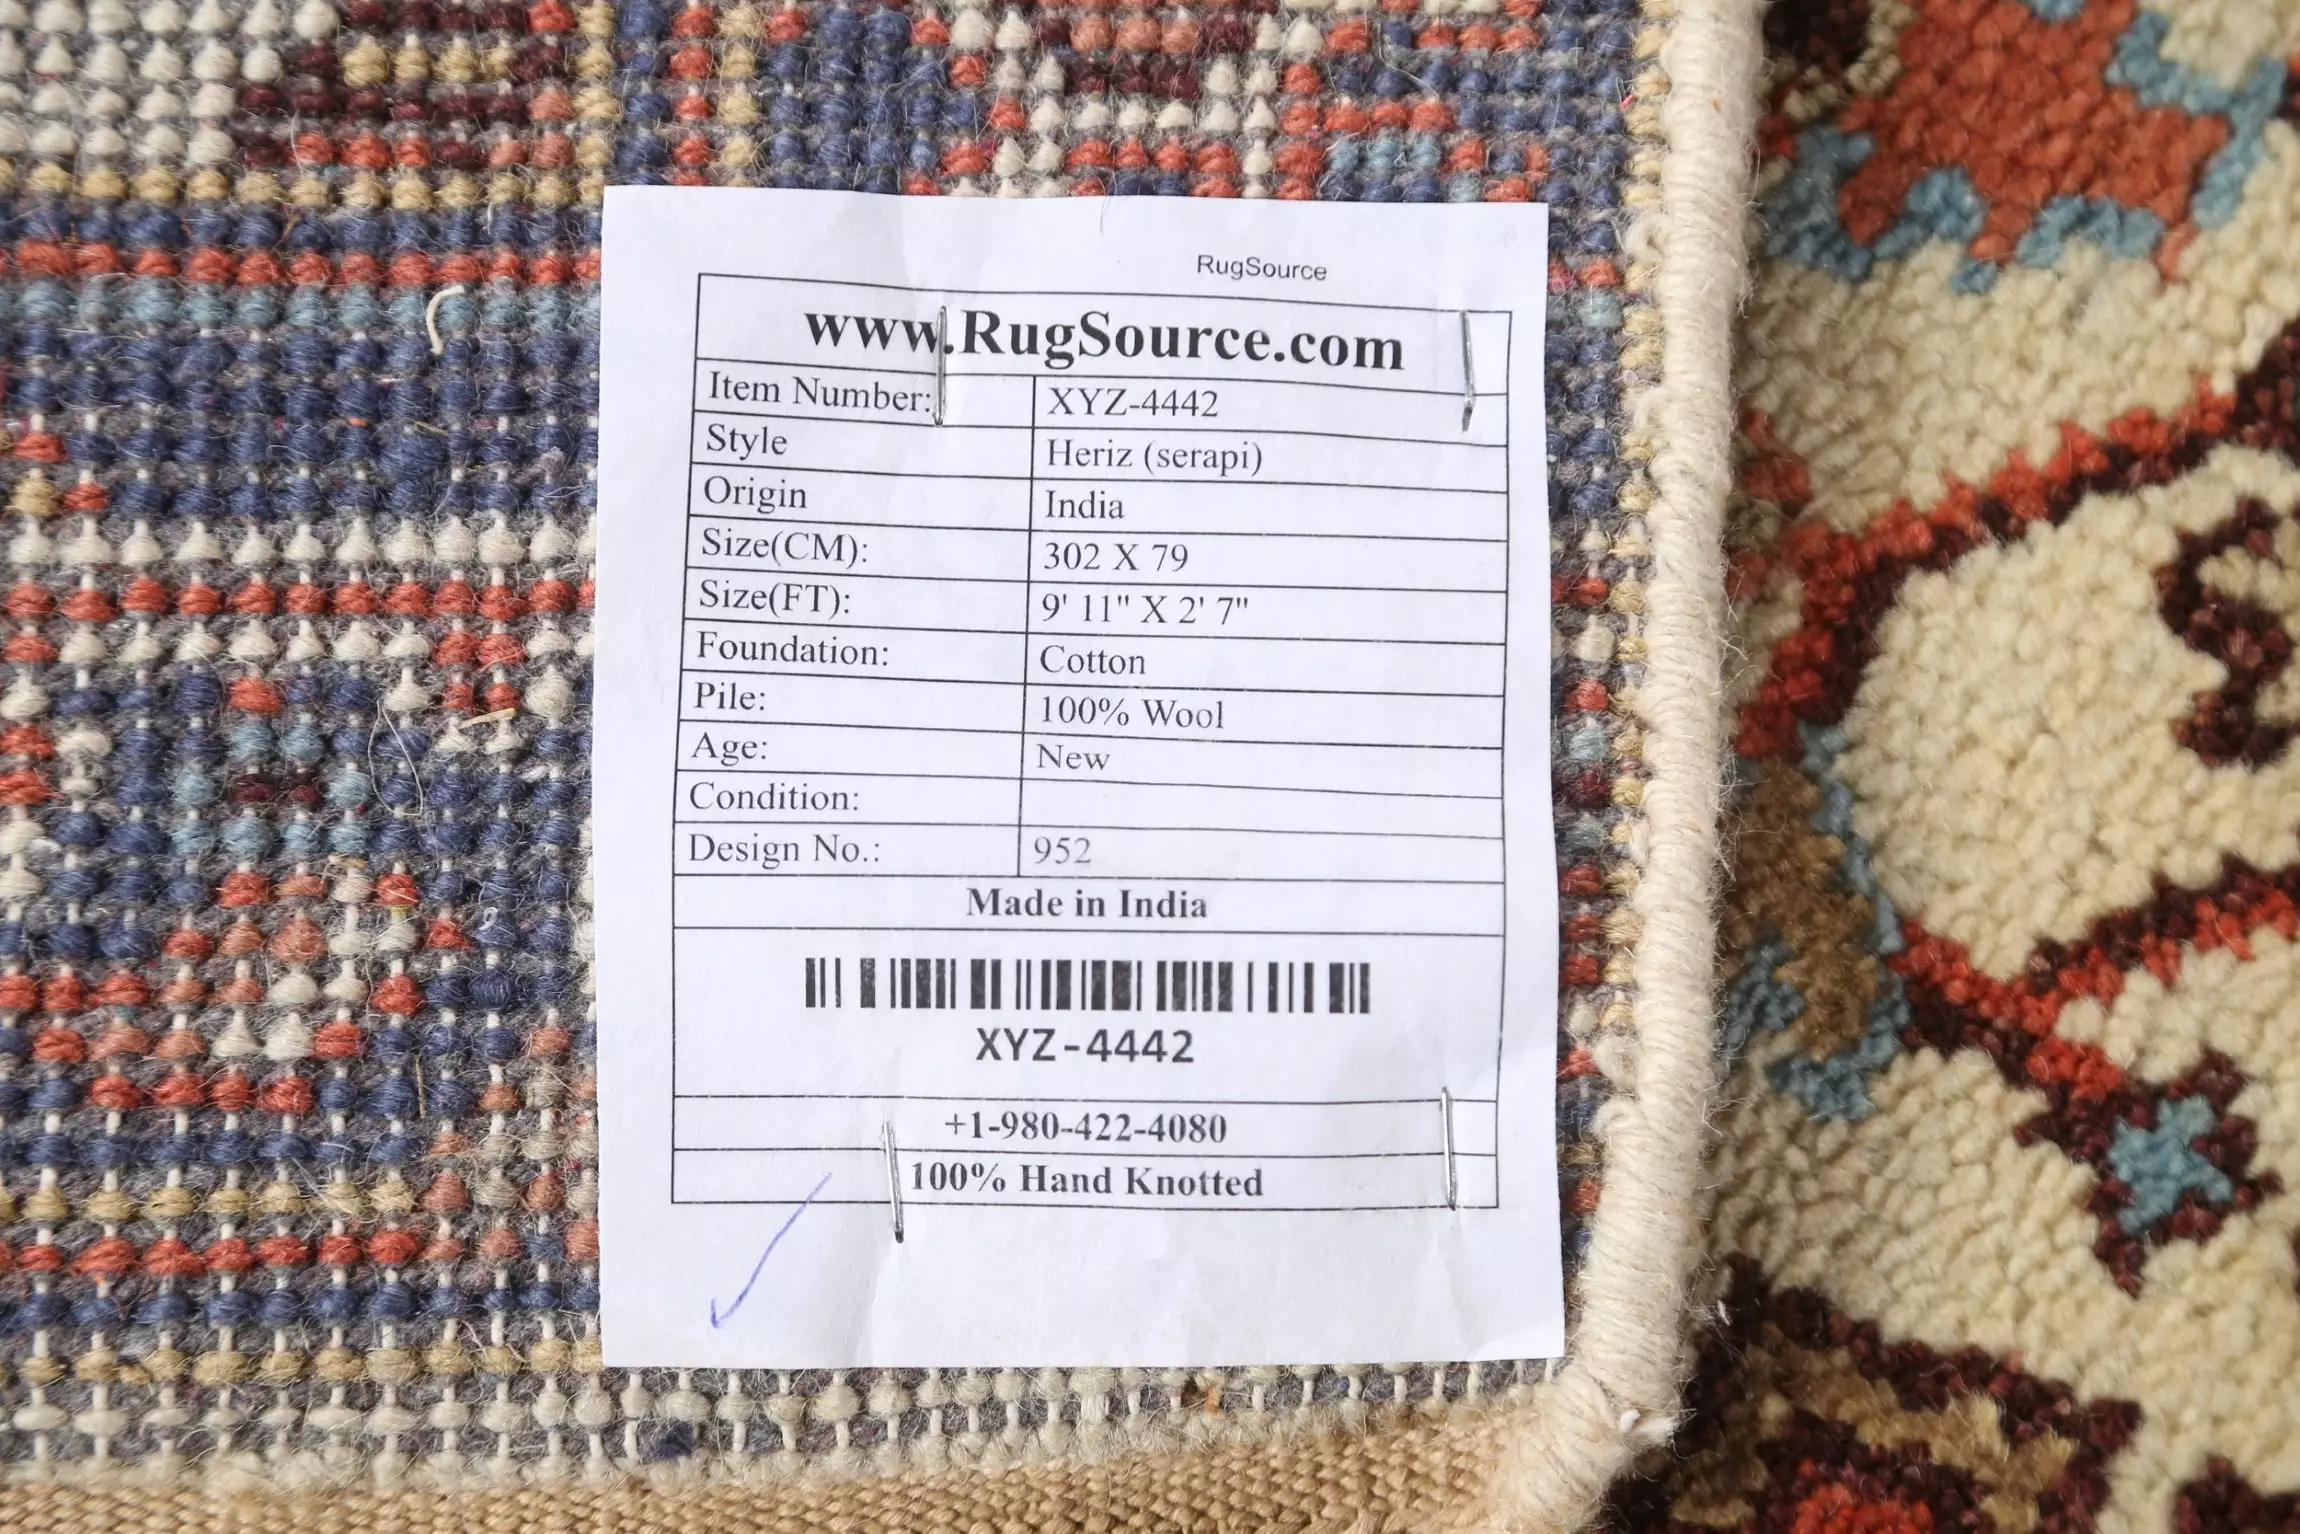 RugSource
www.RugSource.com
Item Number: XYZ-4442
Style Heriz (serapi)
Origin India
Size(CM): 302 X 79
Size(FT): 9' 11" X 2' 7"
Foundation: Cotton
Pile: 100% Wool
Age: New
Condition:
Design No.: 952
Made in India
XYZ-4442
+1-980-422-4080
100% Hand Knotted